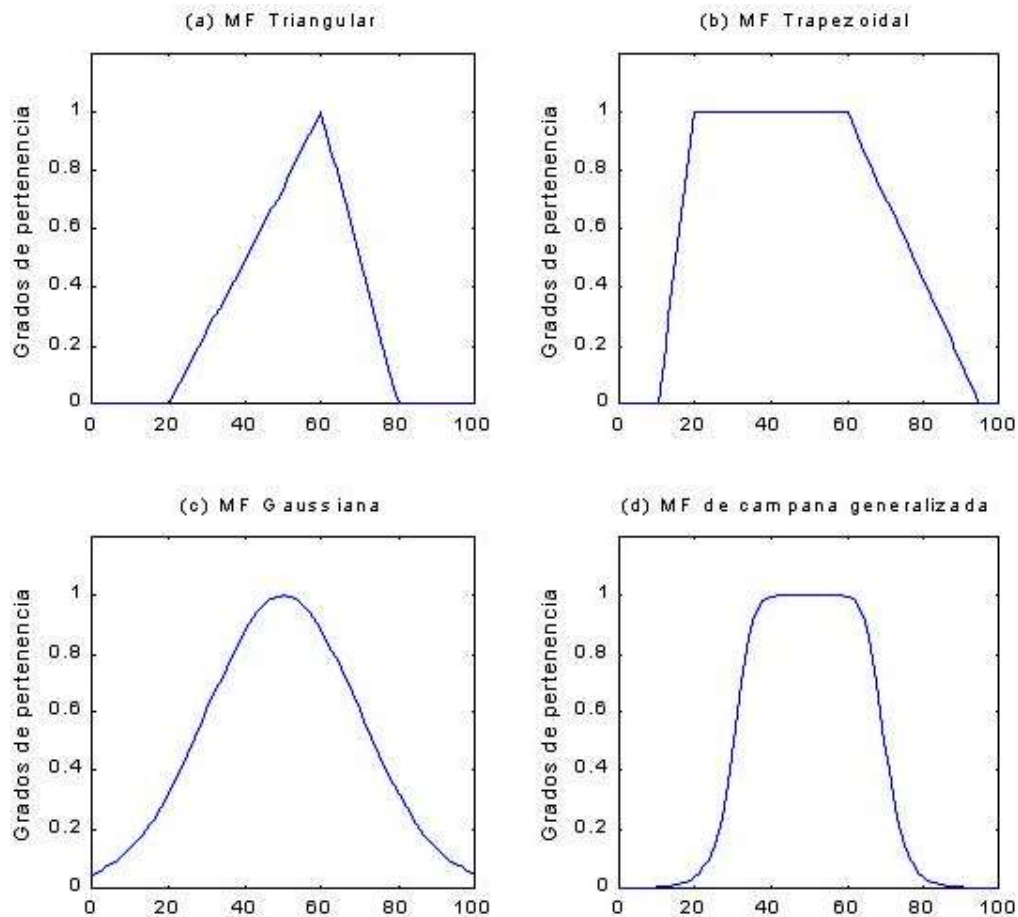 (a) MF Triangular
Grados de pertenencia
1
0.8
0.6
0.4
0.2
0
0 20 40 60 80 100
(b) MF Trapezoidal
Grados de pertenencia
1
0.8
0.6
0.4
0.2
0
0 20 40 60 80 100
(c) MF Gaussiana
Grados de pertenencia
1
0.8
0.6
0.4
0.2
0
0 20 40 60 80 100
(d) MF de campana generalizada
Grados de pertenencia
1
0.8
0.6
0.4
0.2
0
0 20 40 60 80 100